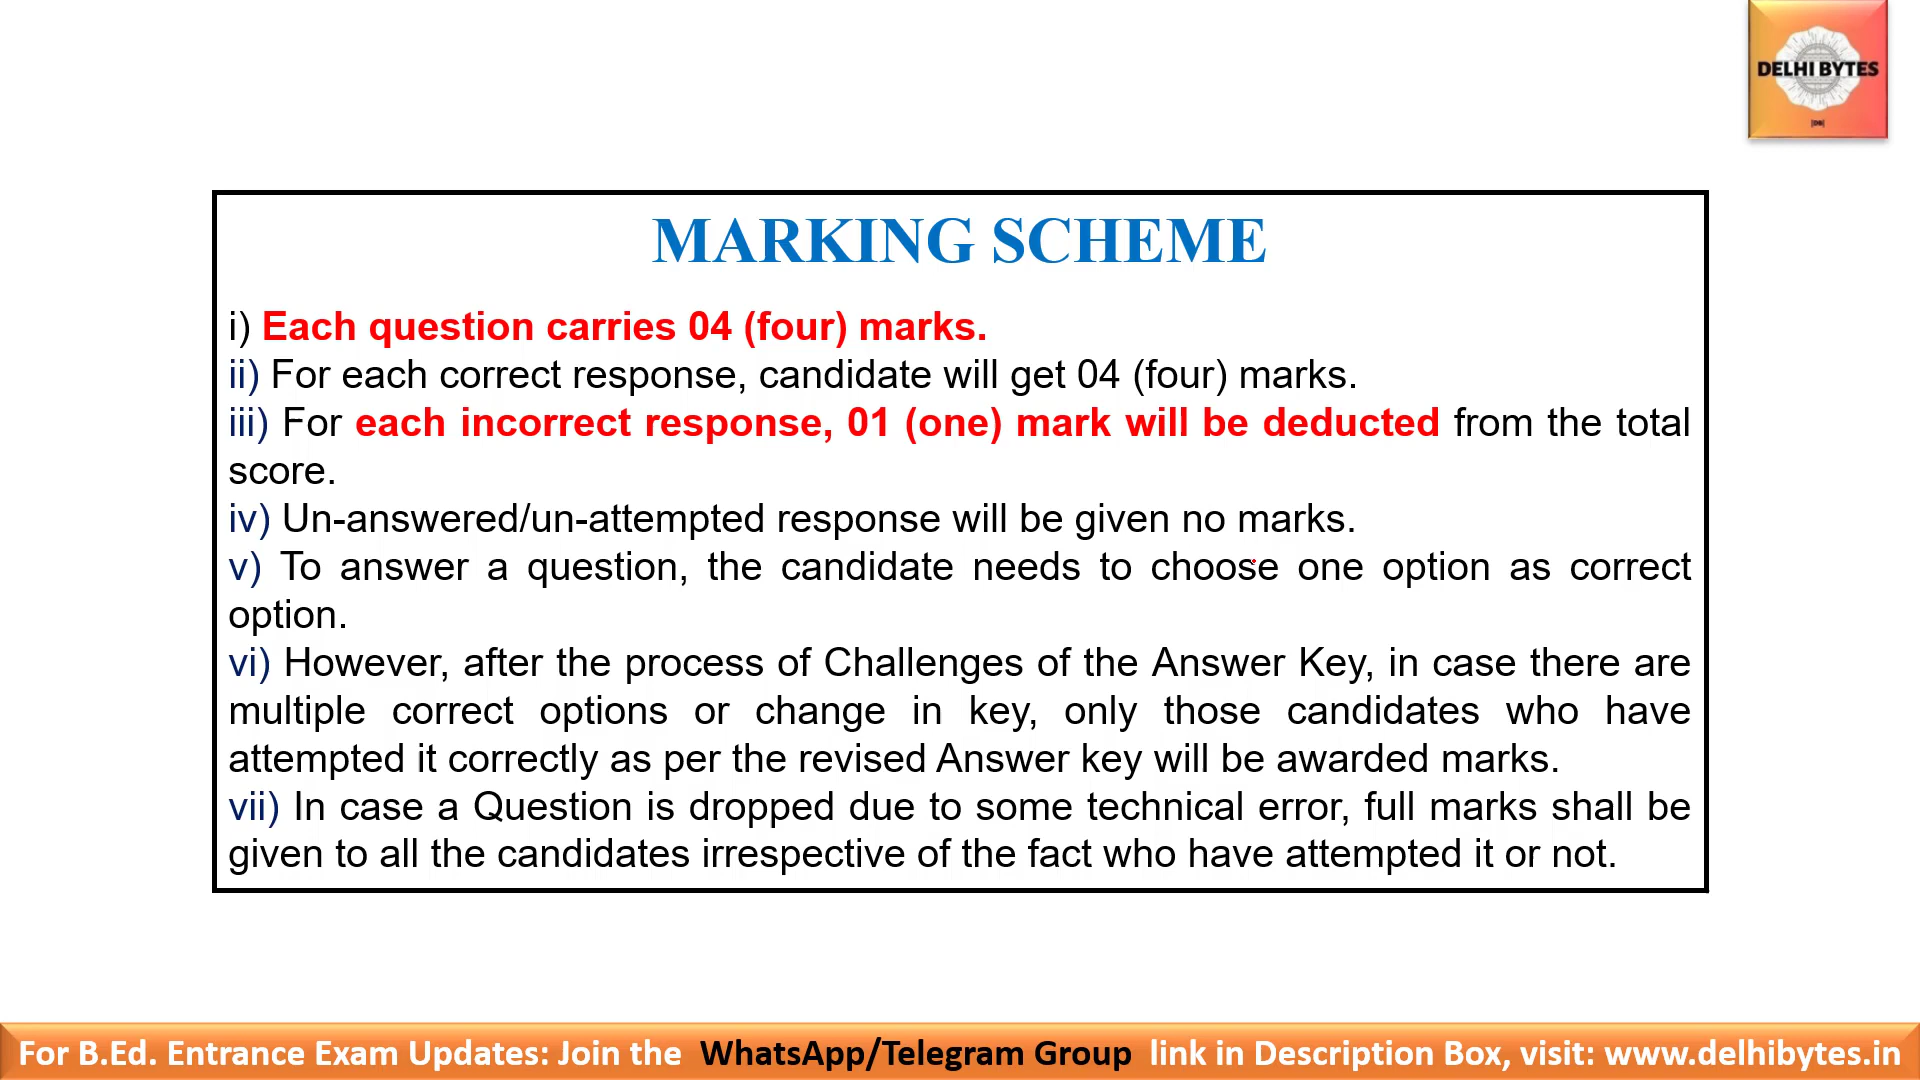 DELHI BYTES
|DB|
MARKING SCHEME
i) Each question carries 04 (four) marks.
ii) For each correct response, candidate will get 04 (four) marks.
iii) For each incorrect response, 01 (one) mark will be deducted from the total
score.
iv) Un-answered/un-attempted response will be given no marks.
v) To answer a question, the candidate needs to choose one option as correct
option.
vi) However, after the process of Challenges of the Answer Key, in case there are
multiple correct options or change in key, only those candidates who have
attempted it correctly as per the revised Answer key will be awarded marks.
vii) In case a Question is dropped due to some technical error, full marks shall be
given to all the candidates irrespective of the fact who have attempted it or not.
For B.Ed. Entrance Exam Updates: Join the WhatsApp/Telegram Group link in Description Box, visit: www.delhibytes.in